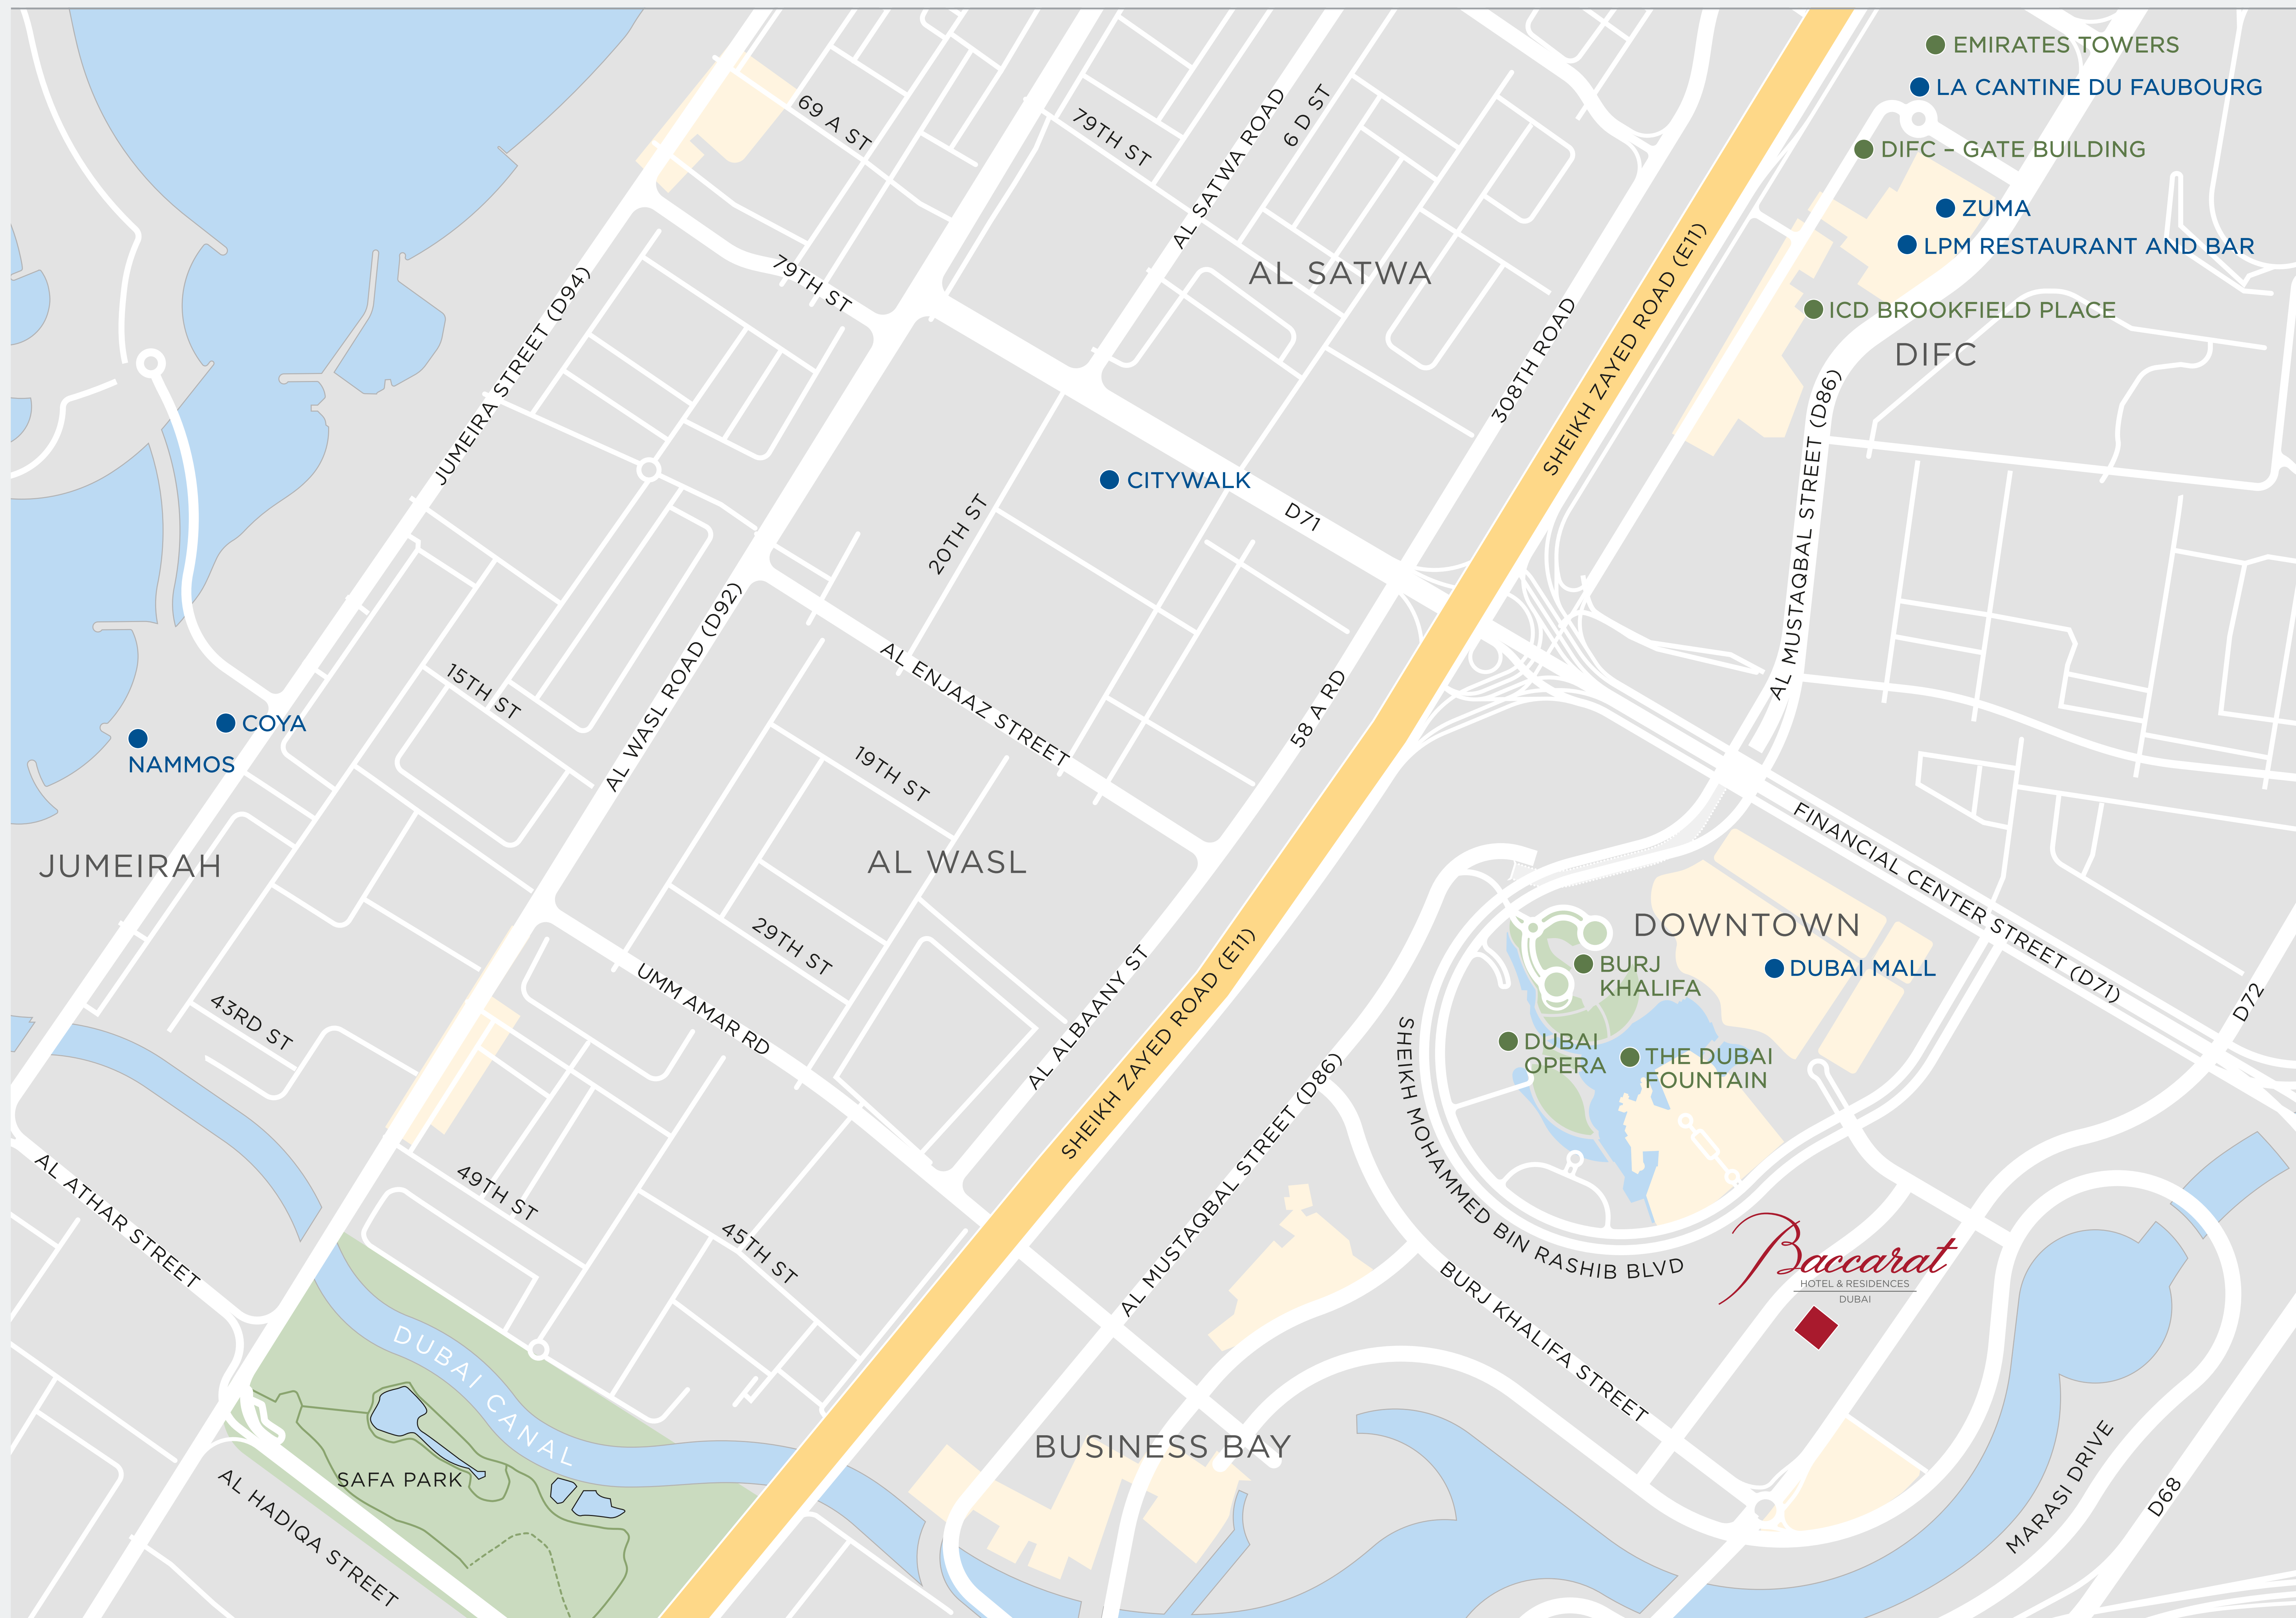 EMIRATES TOWERS
LA CANTINE DU FAUBOURG
69 A ST
79TH ST
AL SATWA ROAD
6 D ST
DIFC – GATE BUILDING
ZUMA
LPM RESTAURANT AND BAR
79TH ST
AL SATWA
JUMEIRA STREET (D94)
SHEIKH ZAYED ROAD (E11)
308TH ROAD
ICD BROOKFIELD PLACE
DIFC
CITYWALK
D71
20TH ST
AL MUSTAQBAL STREET (D86)
AL WASL ROAD (D92)
AL ENJAAZ STREET
15TH ST
58 A RD
COYA
NAMMOS
19TH ST
JUMEIRAH
AL WASL
FINANCIAL CENTER STREET (D71)
29TH ST
DOWNTOWN
BURJ
KHALIFA
DUBAI MALL
UMM AMAR RD
AL ALBAANY ST
SHEIKH ZAYED ROAD (E11)
D72
43RD ST
DUBAI
OPERA
THE DUBAI
FOUNTAIN
AL MUSTAQBAL STREET (D86)
SHEIKH MOHAMMED BIN RASHIB BLVD
AL ATHAR STREET
49TH ST
45TH ST
Baccarat
HOTEL & RESIDENCES
DUBAI
BURJ KHALIFA STREET
DUBAI CANAL
BUSINESS BAY
SAFA PARK
AL HADIQA STREET
MARASI DRIVE
D68